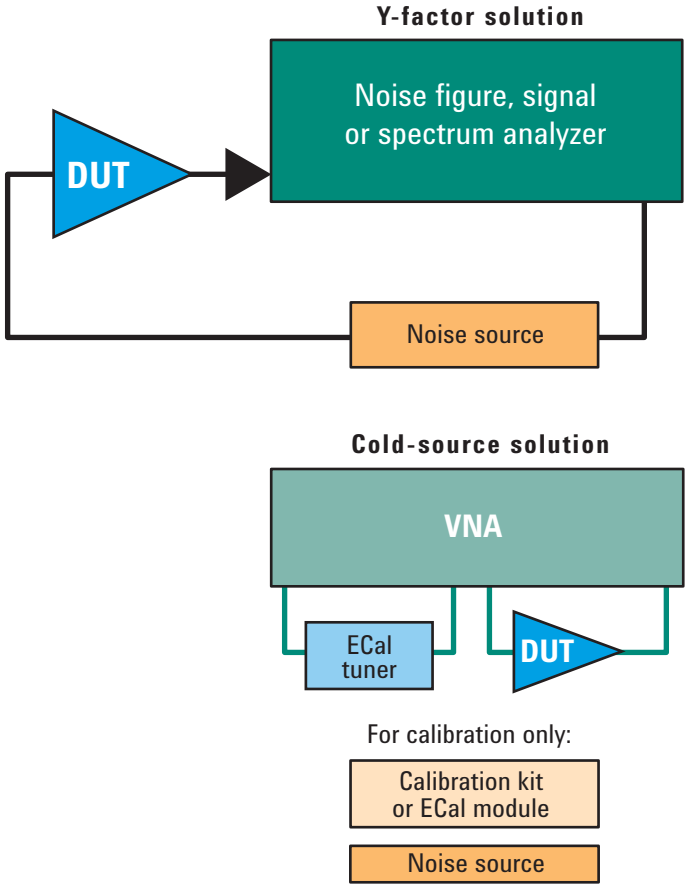 Y-factor solution
Noise figure, signal
or spectrum analyzer
DUT
Noise source
Cold-source solution
VNA
ECal
tuner
DUT
For calibration only:
Calibration kit
or ECal module
Noise source